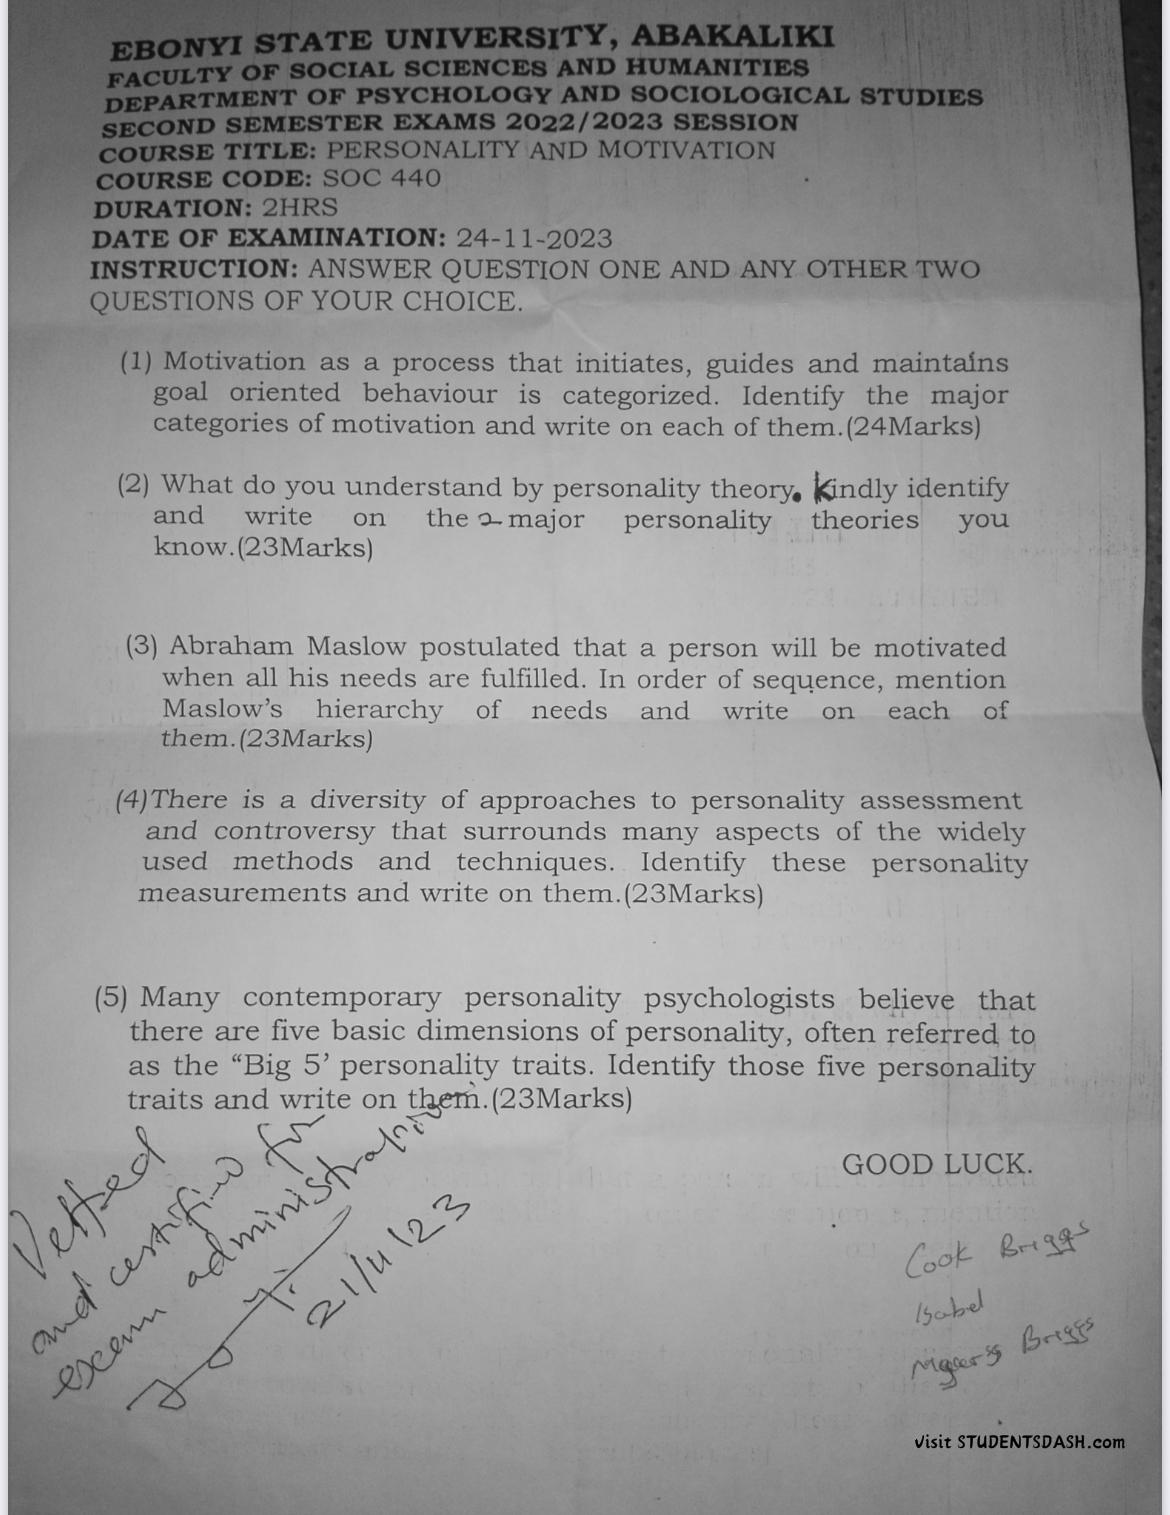 EBONYI STATE UNIVERSITY, ABAKALIKI
FACULTY OF SOCIAL SCIENCES AND HUMANITIES
DEPARTMENT OF PSYCHOLOGY AND SOCIOLOGICAL STUDIES
SECOND SEMESTER EXAMS 2022/2023 SESSION
COURSE TITLE: PERSONALITY AND MOTIVATION
COURSE CODE: SOC 440
DURATION: 2HRS
DATE OF EXAMINATION: 24-11-2023
INSTRUCTION: ANSWER QUESTION ONE AND ANY OTHER TWO
QUESTIONS OF YOUR CHOICE.
(1) Motivation as a process that initiates, guides and maintains
goal oriented behaviour is categorized. Identify the major
categories of motivation and write on each of them.(24Marks)
(2) What do you understand by personality theory. Kindly identify
and write on the 2 major personality theories you
know.(23Marks)
(3) Abraham Maslow postulated that a person will be motivated
when all his needs are fulfilled. In order of sequence, mention
Maslow's hierarchy of needs and write on each of
them.(23Marks)
(4)There is a diversity of approaches to personality assessment
and controversy that surrounds many aspects of the widely
used methods and techniques. Identify these personality
measurements and write on them.(23Marks)
(5) Many contemporary personality psychologists believe that
there are five basic dimensions of personality, often referred to
as the “Big 5’ personality traits. Identify those five personality
traits and write on them.(23Marks)
GOOD LUCK.
Vetted
and certified for
exam administration
21/11/23
Cook Briggs
Isabel
Briggs
Visit STUDENTSDASH.com